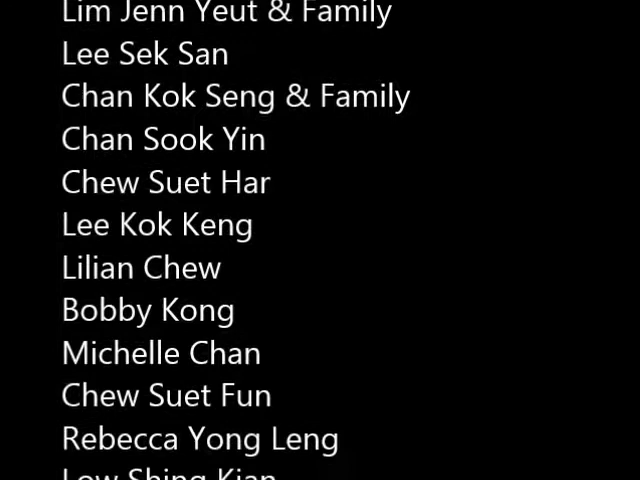 Lim Jenn Yeut & Family
Lee Sek San
Chan Kok Seng & Family
Chan Sook Yin
Chew Suet Har
Lee Kok Keng
Lilian Chew
Bobby Kong
Michelle Chan
Chew Suet Fun
Rebecca Yong Leng
Low Shing Kian